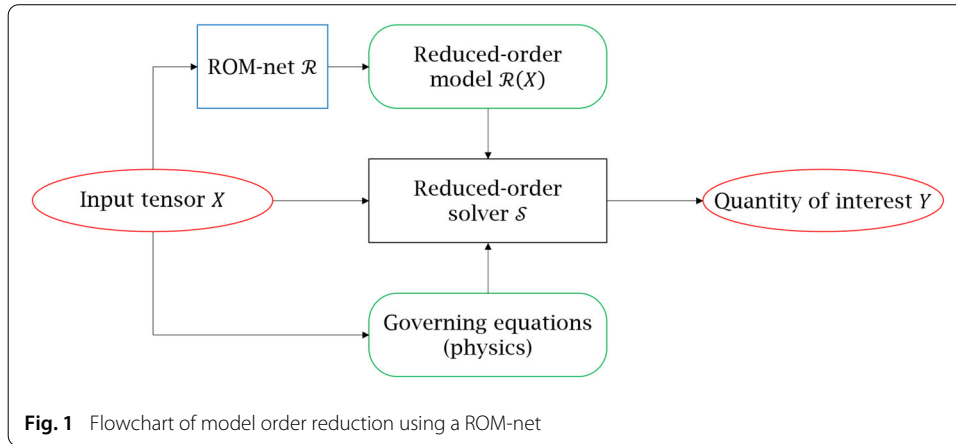 ROM-net ℛ
Reduced-order
model ℛ(X)
Input tensor X
Reduced-order
solver 𝒮
Quantity of interest Y
Governing equations
(physics)
Fig. 1 Flowchart of model order reduction using a ROM-net